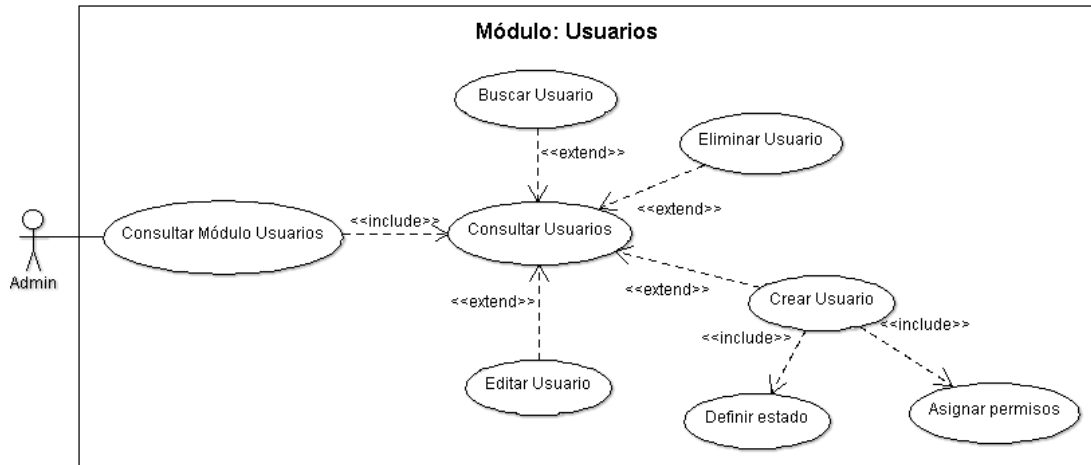 Módulo: Usuarios
Buscar Usuario
Eliminar Usuario
<<extend>>
<<extend>>
<<include>>
Consultar Módulo Usuarios
Consultar Usuarios
Admin
<<extend>>
<<extend>>
Crear Usuario
<<include>>
<<include>>
Editar Usuario
Definir estado
Asignar permisos